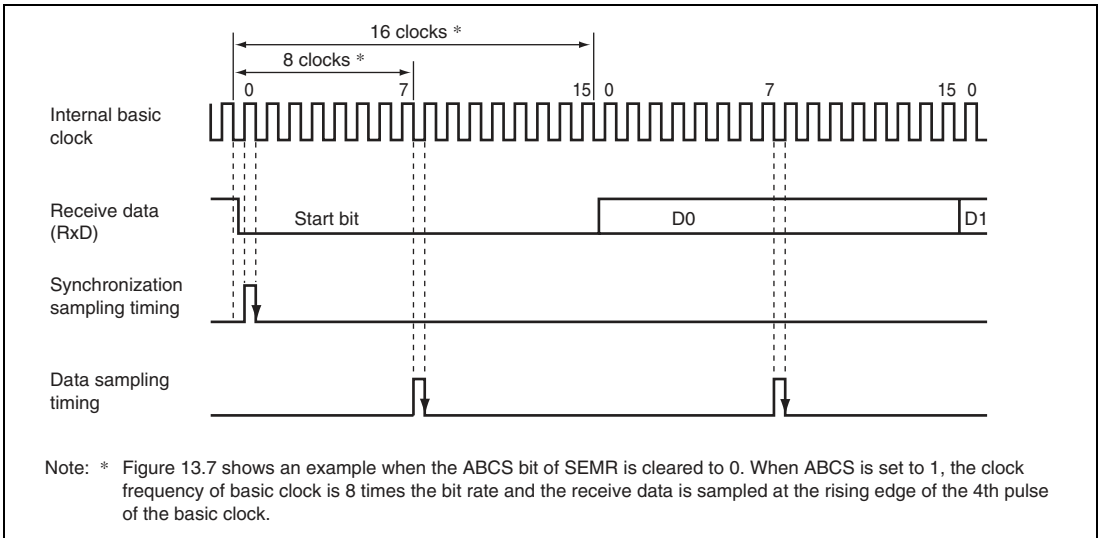 16 clocks *
8 clocks *
0 7 15 0 7 15 0
Internal basic
clock
Receive data
(RxD)
Start bit D0 D1
Synchronization
sampling timing
Data sampling
timing
Note: * Figure 13.7 shows an example when the ABCS bit of SEMR is cleared to 0. When ABCS is set to 1, the clock
frequency of basic clock is 8 times the bit rate and the receive data is sampled at the rising edge of the 4th pulse
of the basic clock.